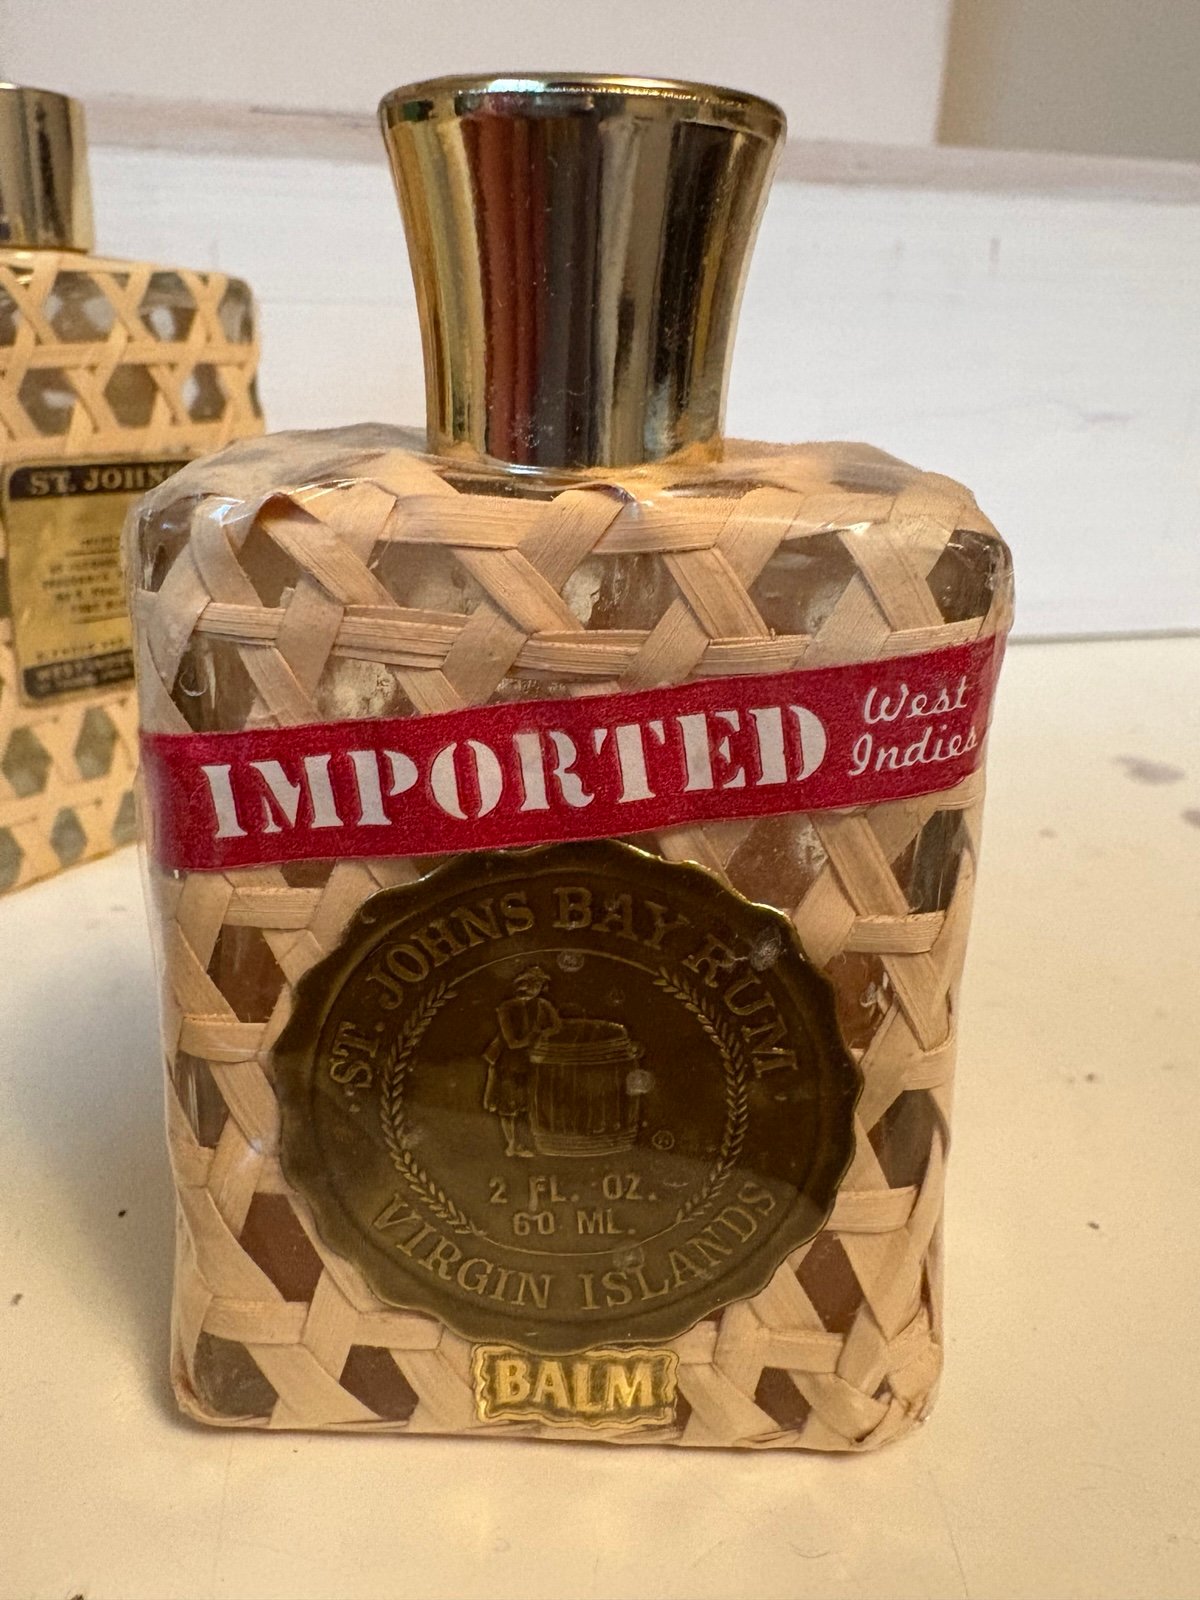 ST. JOHNS
IMPORTED
West
Indies
ST. JOHNS BAY RUM
®
2 FL. OZ.
60 ML.
VIRGIN ISLANDS
BALM